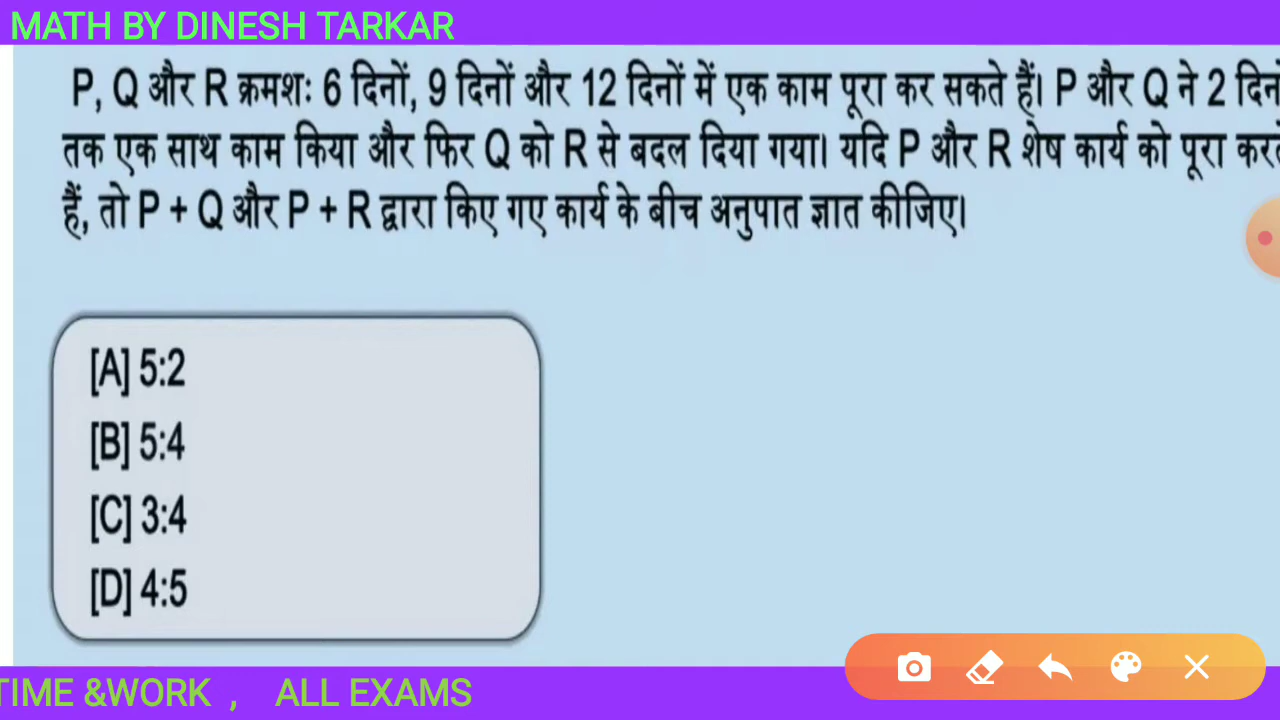 MATH BY DINESH TARKAR
P, Q और R क्रमशः 6 दिनों, 9 दिनों और 12 दिनों में एक काम पूरा कर सकते हैं। P और Q ने 2
तक एक साथ काम किया और फिर Q को R से बदल दिया गया। यदि P और R शेष कार्य को पूरा
हैं, तो P + Q और P + R द्वारा किए गए कार्य के बीच अनुपात ज्ञात कीजिए।
[A] 5:2
[B] 5:4
[C] 3:4
[D] 4:5
TIME &WORK , ALL EXAMS